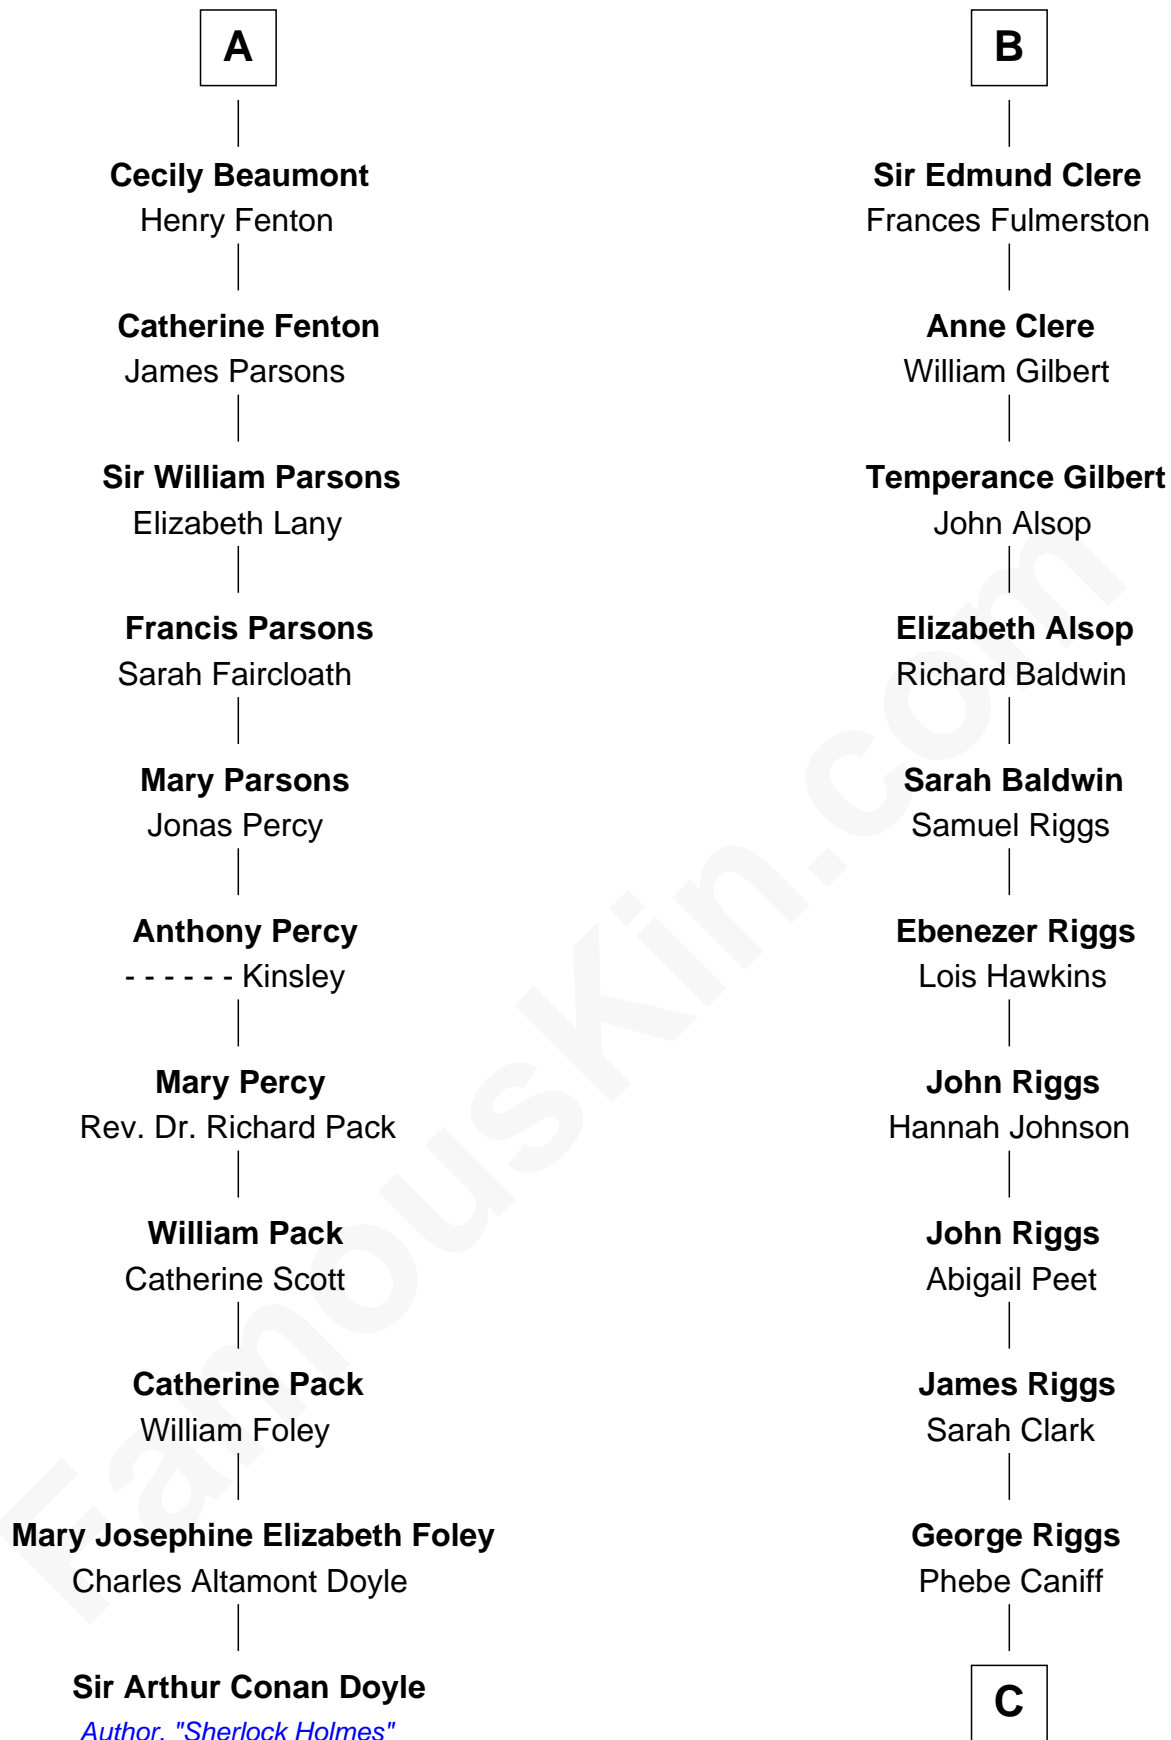 A
Cecily Beaumont
Henry Fenton
Catherine Fenton
James Parsons
Sir William Parsons
Elizabeth Lany
Francis Parsons
Sarah Faircloath
Mary Parsons
Jonas Percy
Anthony Percy
- - - - - - Kinsley
Mary Percy
Rev. Dr. Richard Pack
William Pack
Catherine Scott
Catherine Pack
William Foley
Mary Josephine Elizabeth Foley
Charles Altamont Doyle
Sir Arthur Conan Doyle
Author, "Sherlock Holmes"
B
Sir Edmund Clere
Frances Fulmerston
Anne Clere
William Gilbert
Temperance Gilbert
John Alsop
Elizabeth Alsop
Richard Baldwin
Sarah Baldwin
Samuel Riggs
Ebenezer Riggs
Lois Hawkins
John Riggs
Hannah Johnson
John Riggs
Abigail Peet
James Riggs
Sarah Clark
George Riggs
Phebe Caniff
C
FamousKin.com